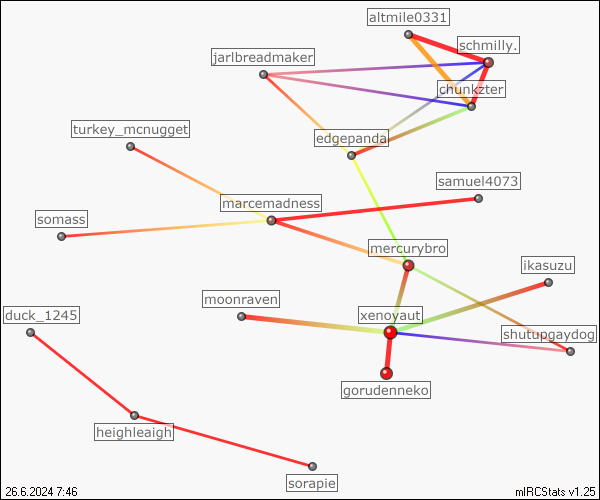 altmile0331
schmilly.
jarlbreadmaker
chunkzter
turkey_mcnugget
edgepanda
samuel4073
marcemadness
somass
mercurybro
ikasuzu
moonraven
duck_1245
xenoyaut
shutupgaydog
gorudenneko
heighleaigh
sorapie
26.6.2024 7:46
mIRCStats v1.25